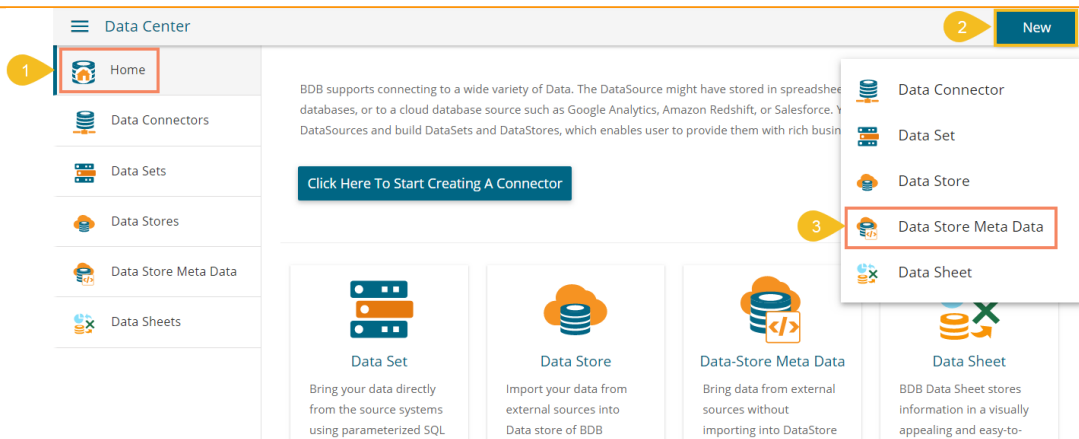 Data Center
2
New
1
Home
Data Connectors
Data Sets
Data Stores
Data Store Meta Data
Data Sheets
BDB supports connecting to a wide variety of Data. The DataSource might have stored in spreadshee
databases, or to a cloud database source such as Google Analytics, Amazon Redshift, or Salesforce. Y
DataSources and build DataSets and DataStores, which enables user to provide them with rich busin
Click Here To Start Creating A Connector
Data Connector
Data Set
Data Store
3
Data Store Meta Data
Data Sheet
Data Set
Bring your data directly
from the source systems
using parameterized SQL
Data Store
Import your data from
external sources into
Data store of BDB
Data-Store Meta Data
Bring data from external
sources without
importing into DataStore
Data Sheet
BDB Data Sheet stores
information in a visually
appealing and easy-to-